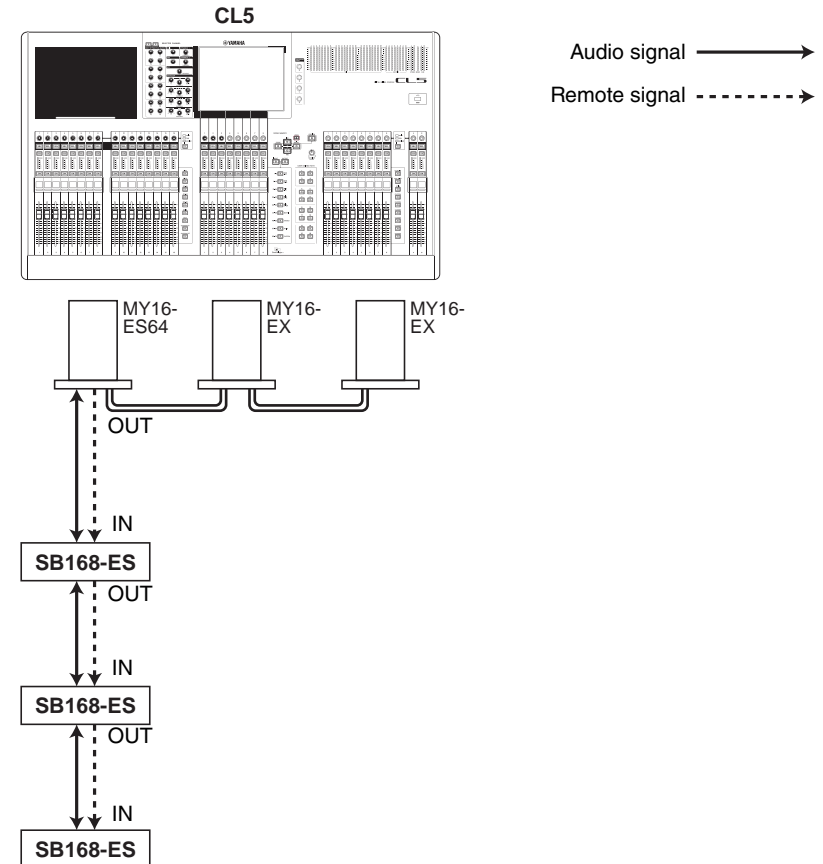 CL5
YAMAHA
Audio signal
Remote signal
MY16-
ES64
MY16-
EX
MY16-
EX
OUT
IN
SB168-ES
OUT
IN
SB168-ES
OUT
IN
SB168-ES